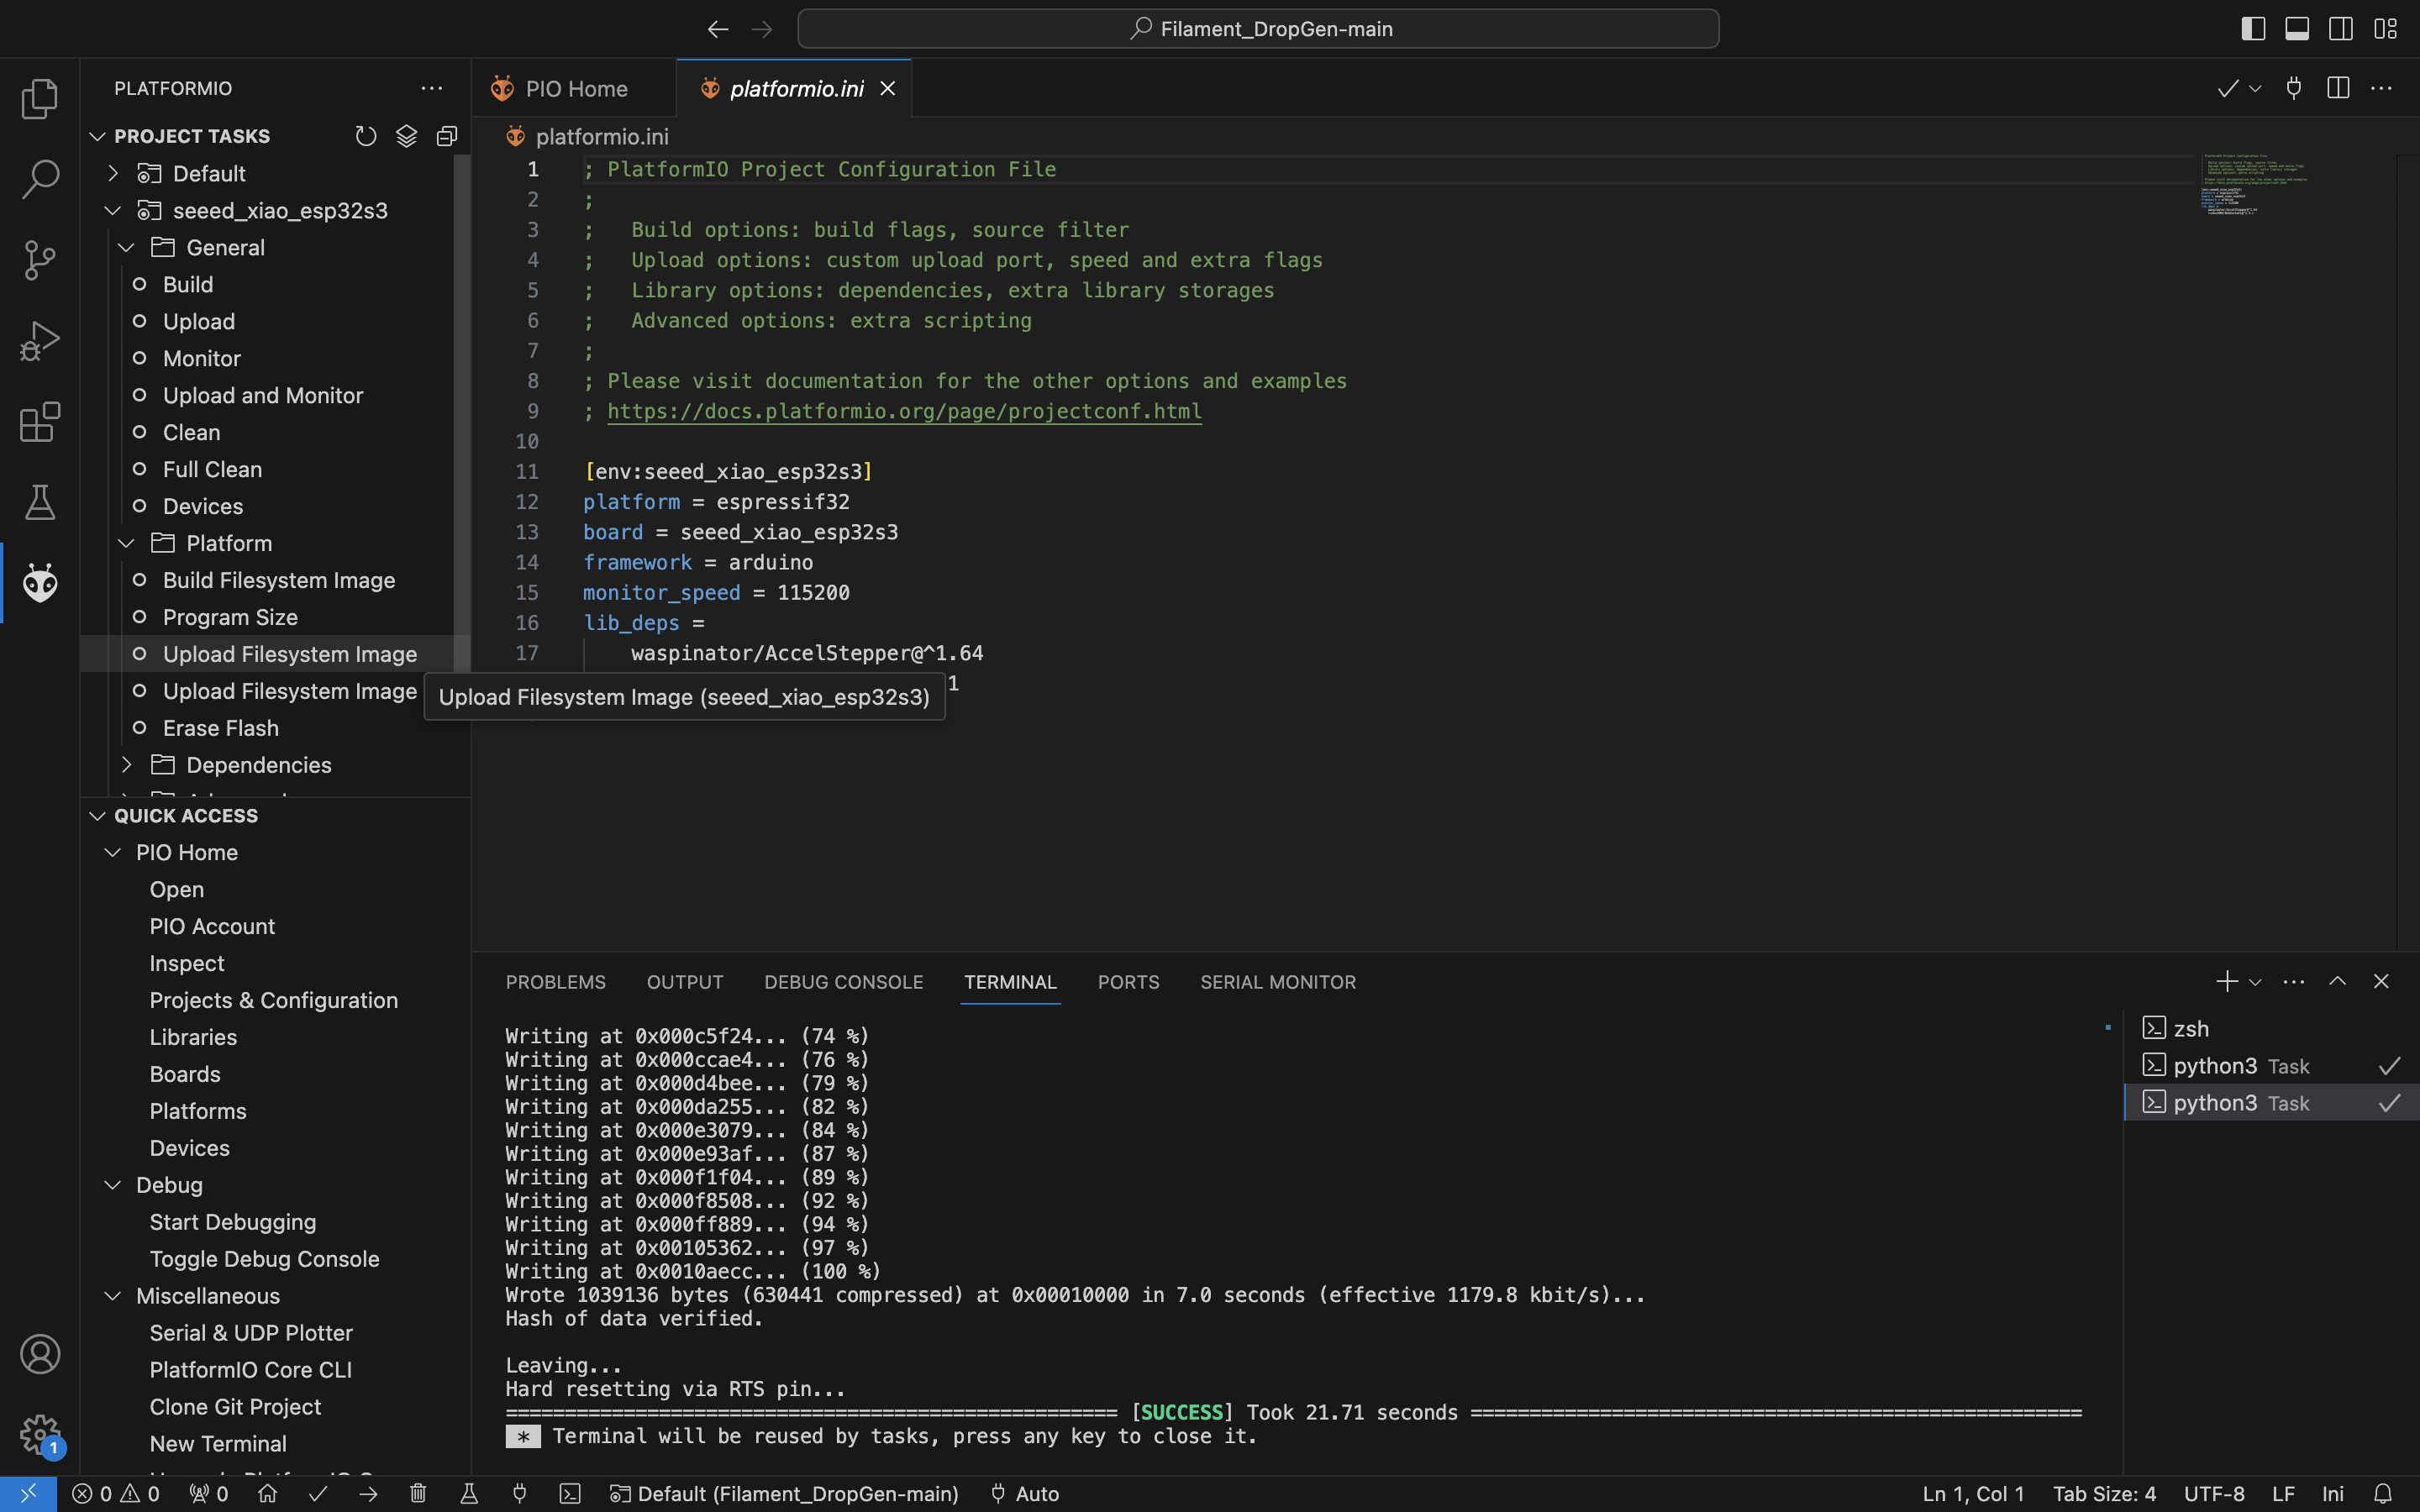 Filament_DropGen-main
PLATFORMIO
PROJECT TASKS
Default
seeed_xiao_esp32s3
General
Build
Upload
Monitor
Upload and Monitor
Clean
Full Clean
Devices
Platform
Build Filesystem Image
Program Size
Upload Filesystem Image
Upload Filesystem Image
Erase Flash
Dependencies
QUICK ACCESS
PIO Home
Open
PIO Account
Inspect
Projects & Configuration
Libraries
Boards
Platforms
Devices
Debug
Start Debugging
Toggle Debug Console
Miscellaneous
Serial & UDP Plotter
PlatformIO Core CLI
Clone Git Project
New Terminal
1
PIO Home
platformio.ini
platformio.ini
1 ; PlatformIO Project Configuration File
2 ;
3 ;   Build options: build flags, source filter
4 ;   Upload options: custom upload port, speed and extra flags
5 ;   Library options: dependencies, extra library storages
6 ;   Advanced options: extra scripting
7 ;
8 ; Please visit documentation for the other options and examples
9 ; https://docs.platformio.org/page/projectconf.html
10
11 [env:seeed_xiao_esp32s3]
12 platform = espressif32
13 board = seeed_xiao_esp32s3
14 framework = arduino
15 monitor_speed = 115200
16 lib_deps =
17     waspinator/AccelStepper@^1.64
1
Upload Filesystem Image (seeed_xiao_esp32s3)
PROBLEMS OUTPUT DEBUG CONSOLE TERMINAL PORTS SERIAL MONITOR
Writing at 0x000c5f24... (74 %)
Writing at 0x000ccae4... (76 %)
Writing at 0x000d4bee... (79 %)
Writing at 0x000da255... (82 %)
Writing at 0x000e3079... (84 %)
Writing at 0x000e93af... (87 %)
Writing at 0x000f1f04... (89 %)
Writing at 0x000f8508... (92 %)
Writing at 0x000ff889... (94 %)
Writing at 0x00105362... (97 %)
Writing at 0x0010aecc... (100 %)
Wrote 1039136 bytes (630441 compressed) at 0x00010000 in 7.0 seconds (effective 1179.8 kbit/s)...
Hash of data verified.
Leaving...
Hard resetting via RTS pin...
[SUCCESS] Took 21.71 seconds
* Terminal will be reused by tasks, press any key to close it.
zsh
python3 Task
python3 Task
0 0 0 Default (Filament_DropGen-main) Auto Ln 1, Col 1 Tab Size: 4 UTF-8 LF Ini